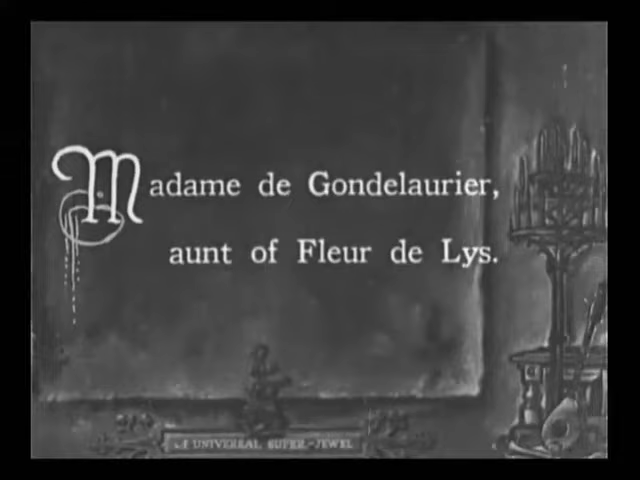 Madame de Gondelaurier,
aunt of Fleur de Lys.
UNIVERSAL SUPER-JEWEL